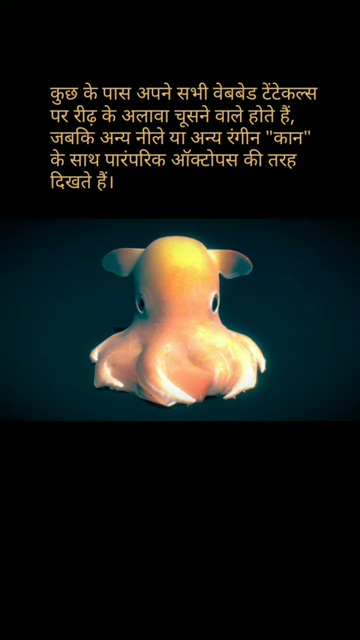 कुछ के पास अपने सभी वेबबेड टेंटेकल्स
पर रीढ़ के अलावा चूसने वाले होते हैं,
जबकि अन्य नीले या अन्य रंगीन "कान"
के साथ पारंपरिक ऑक्टोपस की तरह
दिखते हैं।